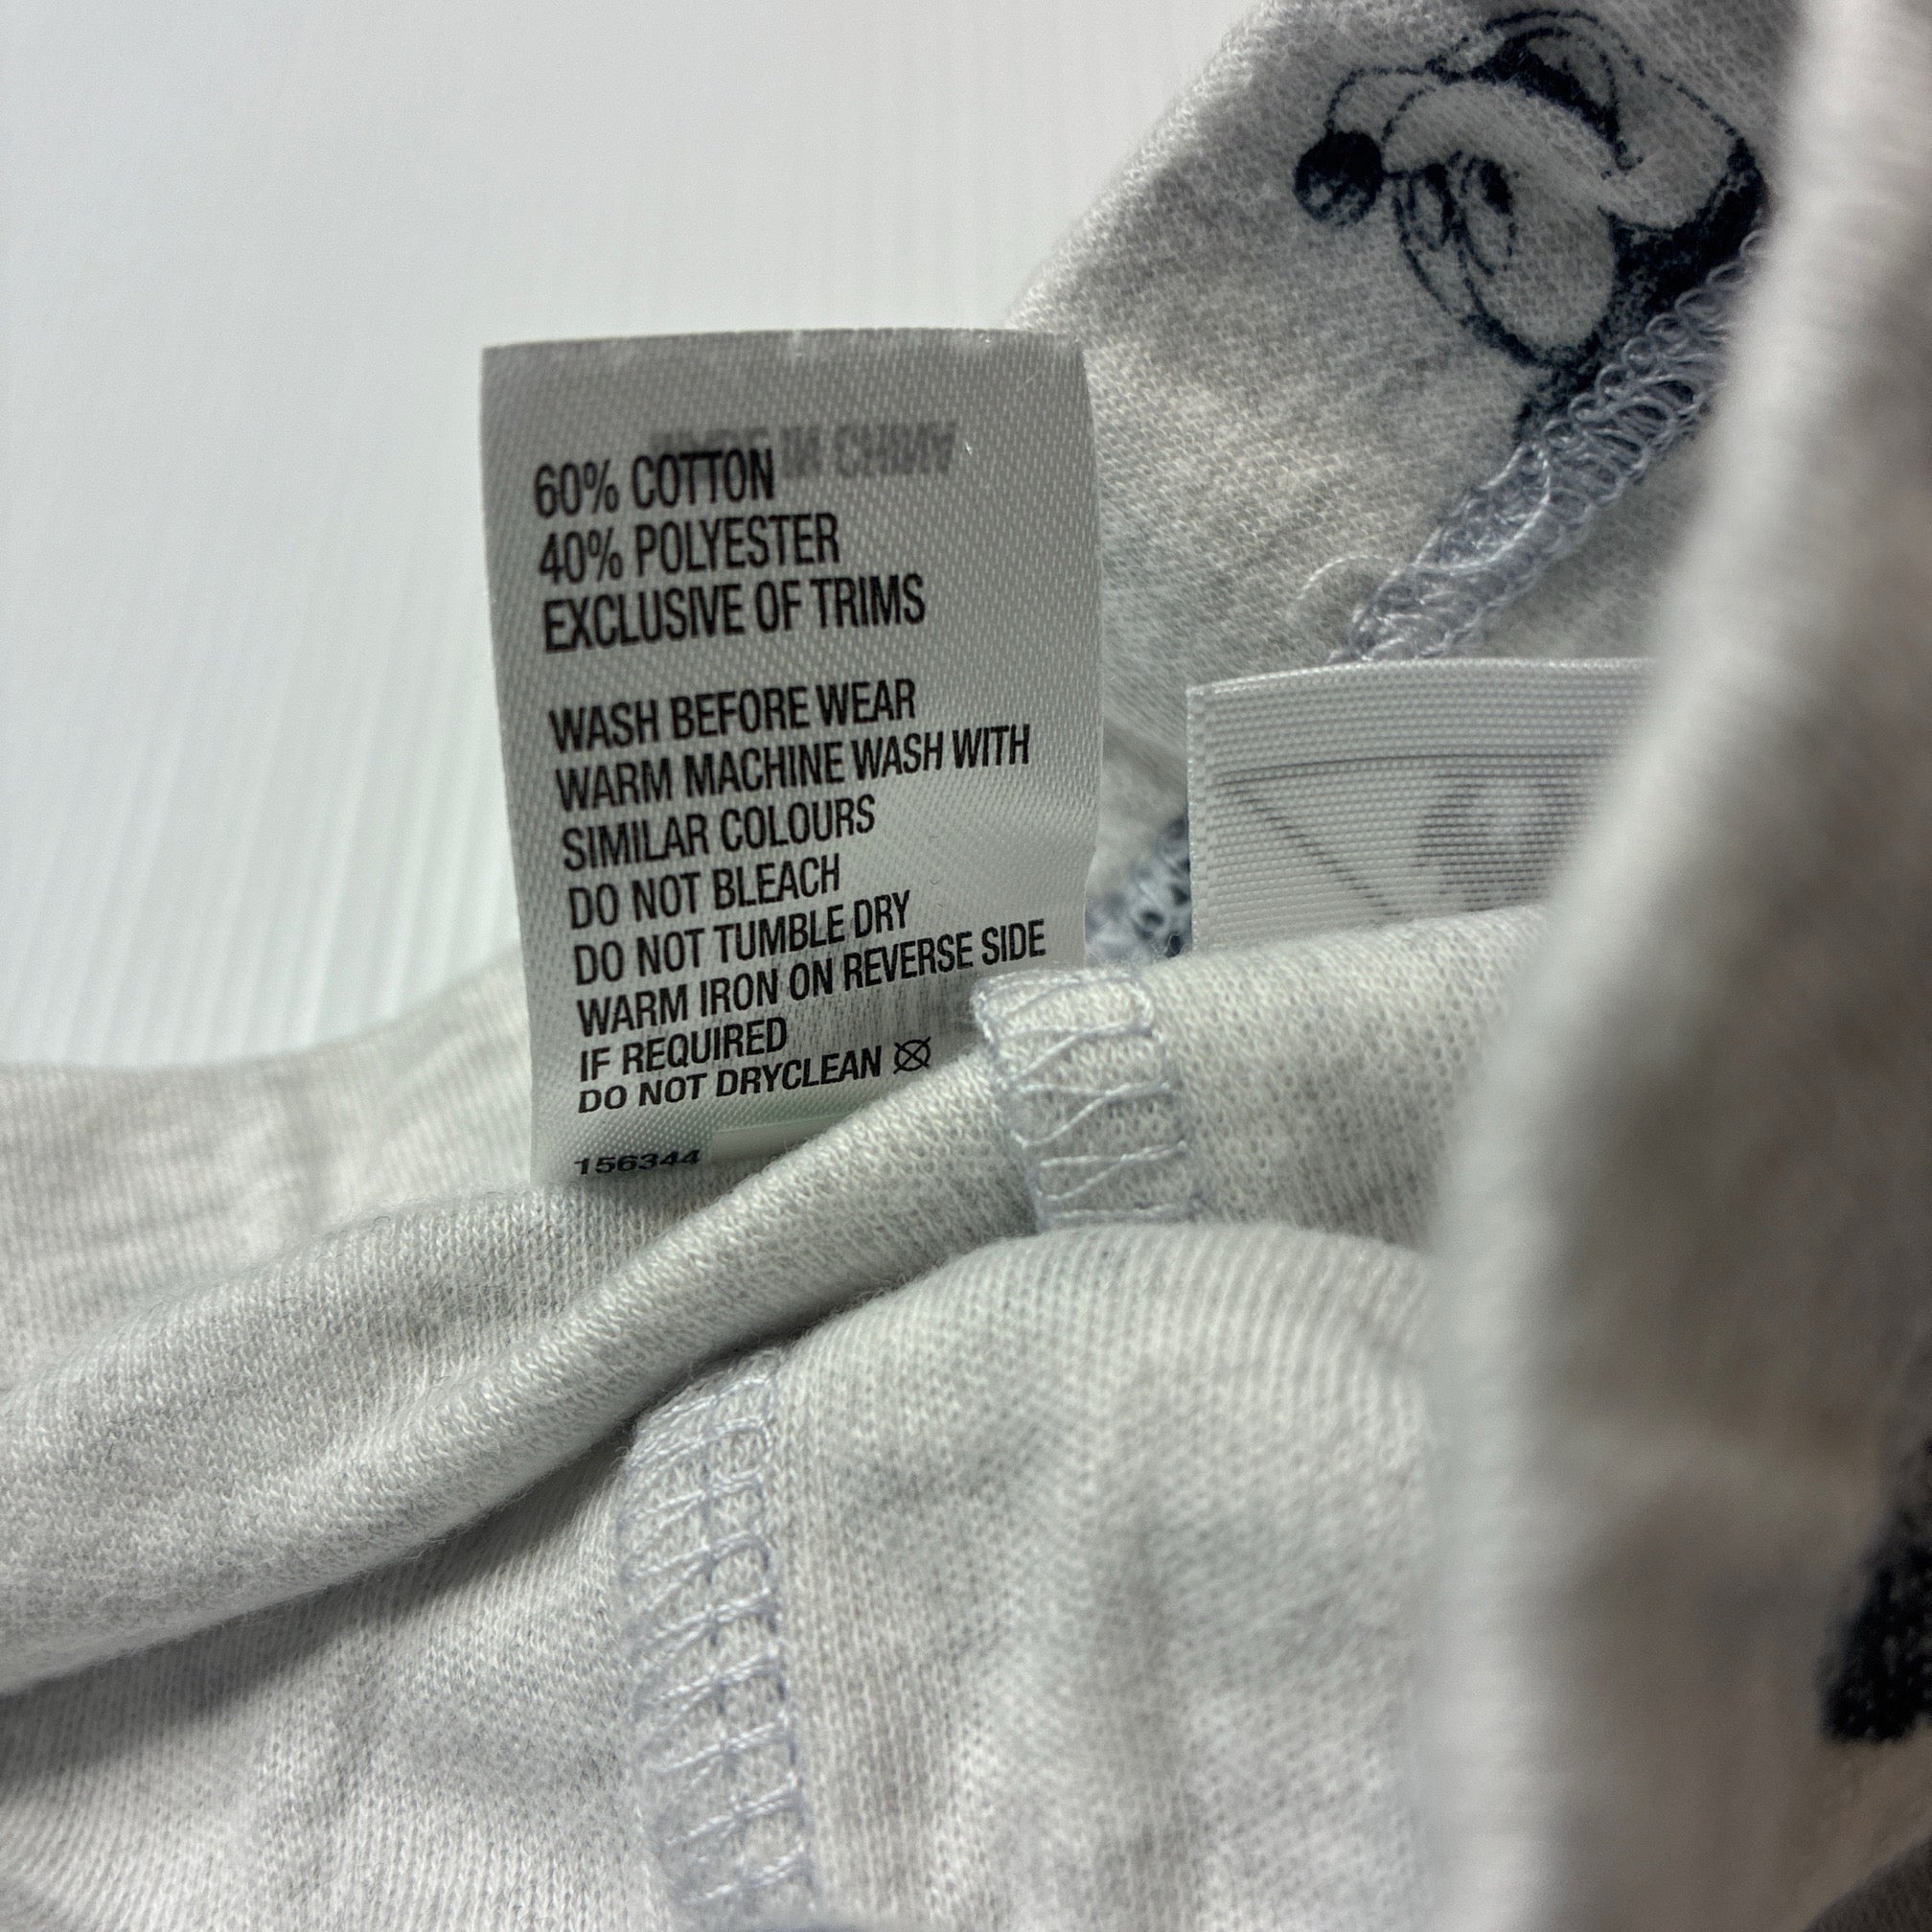 60% COTTON
40% POLYESTER
EXCLUSIVE OF TRIMS
WASH BEFORE WEAR
WARM MACHINE WASH WITH
SIMILAR COLOURS
DO NOT BLEACH
DO NOT TUMBLE DRY
WARM IRON ON REVERSE SIDE
IF REQUIRED
DO NOT DRYCLEAN
156344